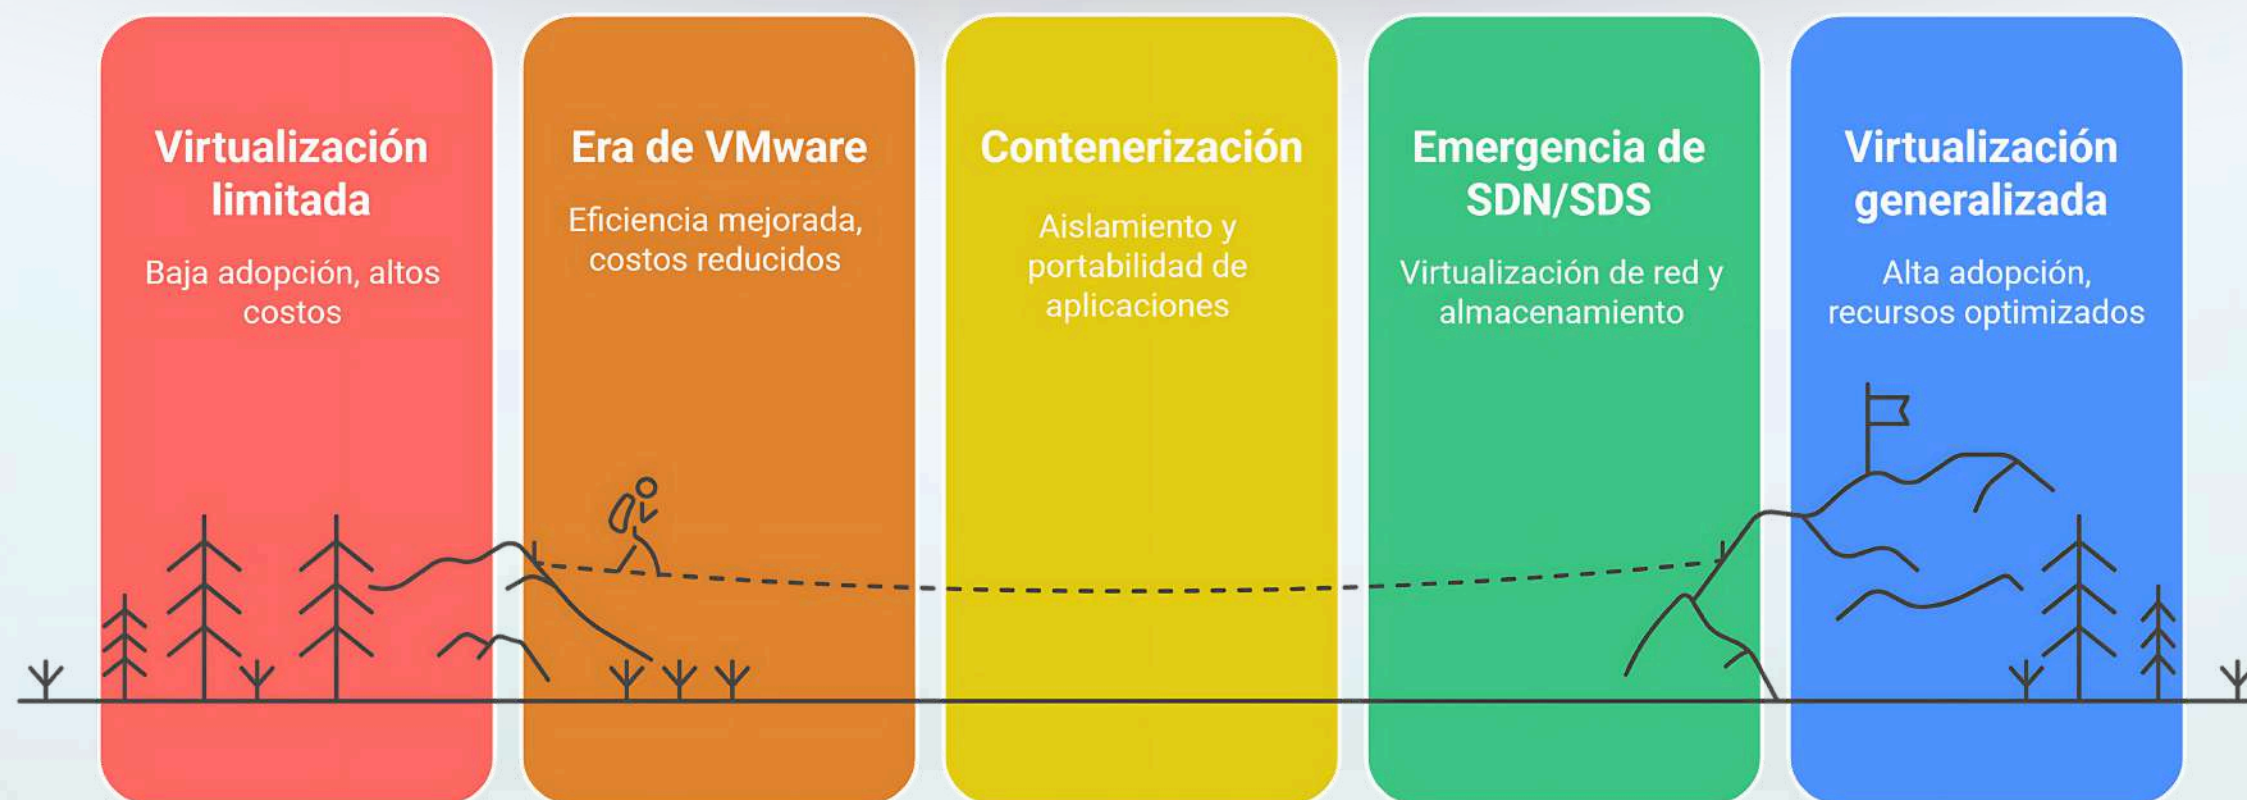 Virtualización
limitada
Baja adopción, altos
costos
Era de VMware
Eficiencia mejorada,
costos reducidos
Contenerización
Aislamiento y
portabilidad de
aplicaciones
Emergencia de
SDN/SDS
Virtualización de red y
almacenamiento
Virtualización
generalizada
Alta adopción,
recursos optimizados